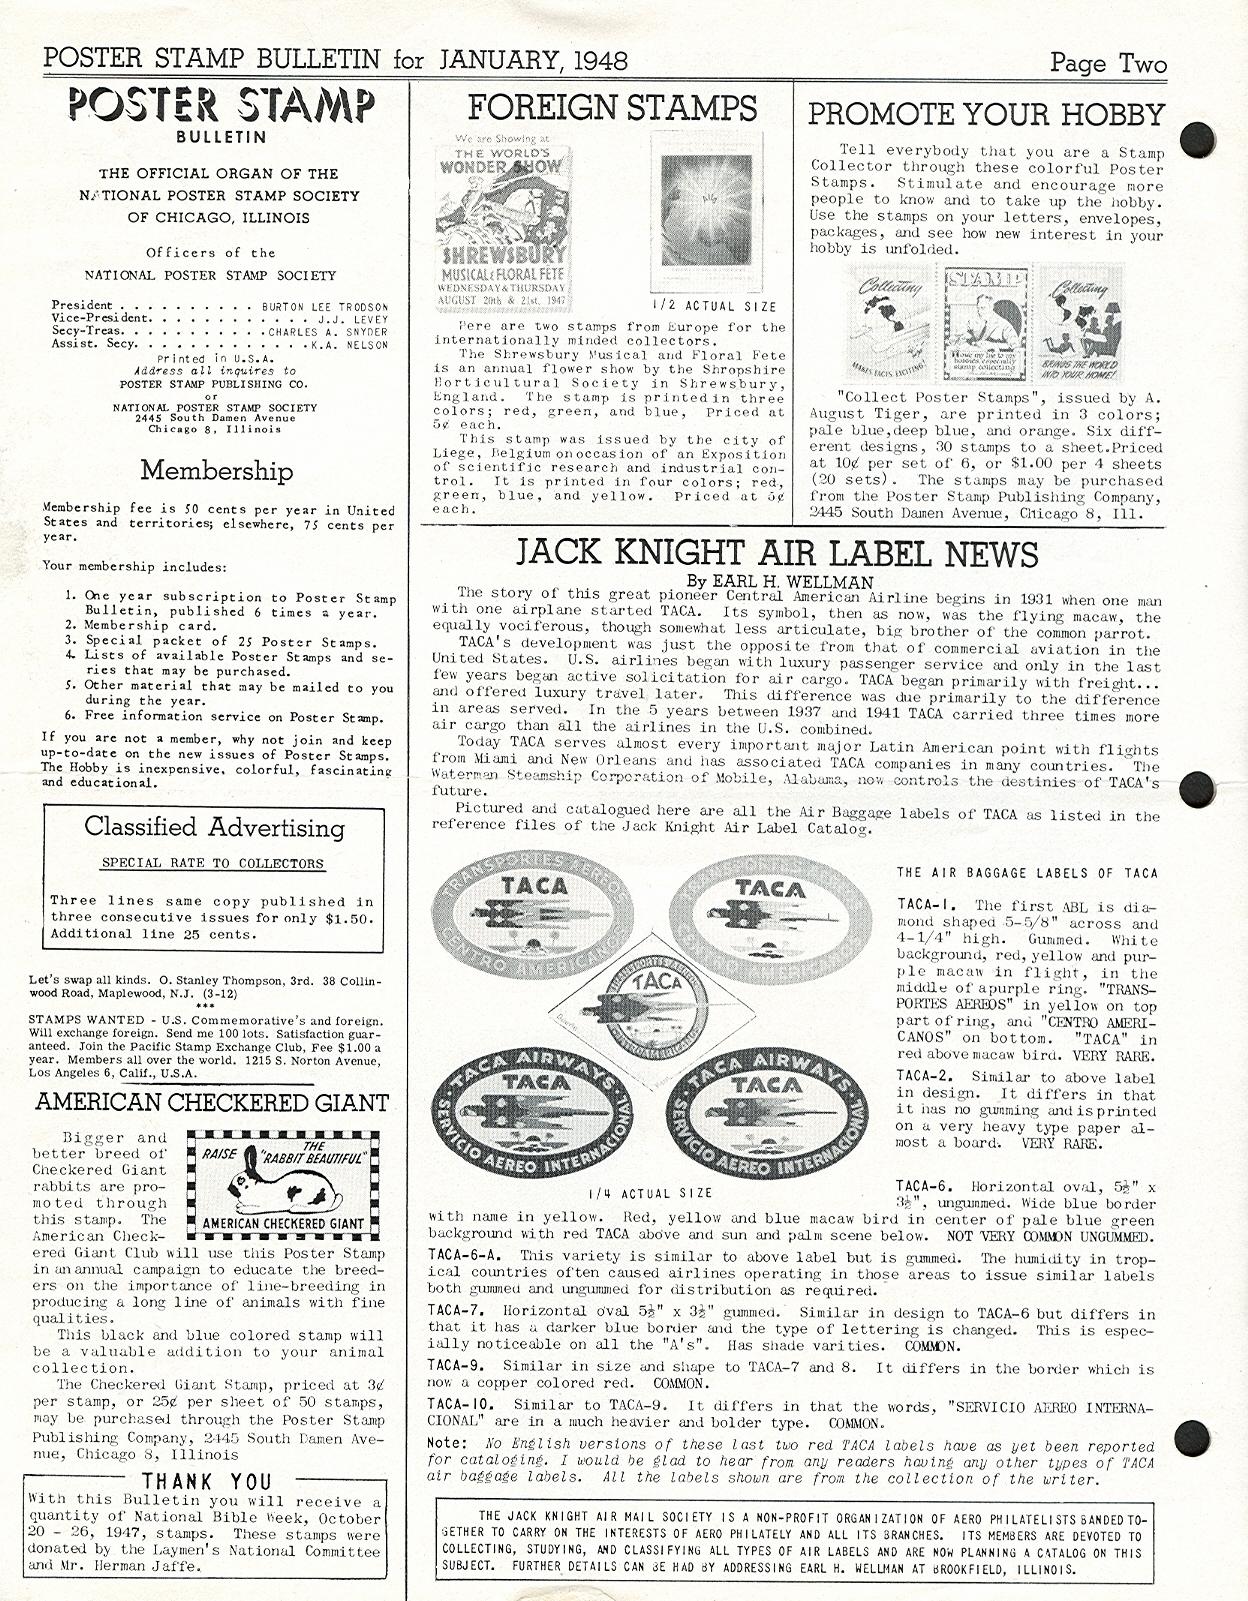 POSTER STAMP BULLETIN for JANUARY, 1948
Page Two
POSTER STAMP
BULLETIN
THE OFFICIAL ORGAN OF THE
NATIONAL POSTER STAMP SOCIETY
OF CHICAGO, ILLINOIS
Officers of the
NATIONAL POSTER STAMP SOCIETY
President . . . . . . . . . . BURTON LEE TRODSON
Vice-President. . . . . . . . . . . . . J.J. LEVEY
Secy-Treas. . . . . . . . . . . CHARLES A. SNYDER
Assist. Secy. . . . . . . . . . . . . .K.A. NELSON
Printed in U.S.A.
Address all inquires to
POSTER STAMP PUBLISHING CO.
or
NATIONAL POSTER STAMP SOCIETY
2445 South Damen Avenue
Chicago 8, Illinois
Membership
Membership fee is 50 cents per year in United
States and territories; elsewhere, 75 cents per
year.
Your membership includes:
1. One year subscription to Poster Stamp
Bulletin, published 6 times a year.
2. Membership card.
3. Special packet of 25 Poster Stamps.
4. Lists of available Poster Stamps and se-
ries that may be purchased.
5. Other material that may be mailed to you
during the year.
6. Free information service on Poster Stamp.
If you are not a member, why not join and keep
up-to-date on the new issues of Poster Stamps.
The Hobby is inexpensive, colorful, fascinating
and educational.
Classified Advertising
SPECIAL RATE TO COLLECTORS
Three lines same copy published in
three consecutive issues for only $1.50.
Additional line 25 cents.
Let's swap all kinds. O. Stanley Thompson, 3rd. 38 Collin-
wood Road, Maplewood, N.J. (3-12)
***
STAMPS WANTED - U.S. Commemorative's and foreign.
Will exchange foreign. Send me 100 lots. Satisfaction guar-
anteed. Join the Pacific Stamp Exchange Club, Fee $1.00 a
year. Members all over the world. 1215 S. Norton Avenue,
Los Angeles 6, Calif., U.S.A.
AMERICAN CHECKERED GIANT
Bigger and
better breed of
Checkered Giant
rabbits are pro-
moted through
this stamp. The
American Check-
RAISE THE
"RABBIT BEAUTIFUL"
AMERICAN CHECKERED GIANT
ered Giant Club will use this Poster Stamp
in an annual campaign to educate the breed-
ers on the importance of line-breeding in
producing a long line of animals with fine
qualities.
This black and blue colored stamp will
be a valuable addition to your animal
collection.
The Checkered Giant Stamp, priced at 3¢
per stamp, or 25¢ per sheet of 50 stamps,
may be purchased through the Poster Stamp
Publishing Company, 2445 South Damen Ave-
nue, Chicago 8, Illinois
THANK YOU
With this Bulletin you will receive a
quantity of National Bible Week, October
20 - 26, 1947, stamps. These stamps were
donated by the Laymen's National Committee
and Mr. Herman Jaffe.
FOREIGN STAMPS
We are Showing at
THE WORLD'S
WONDER SHOW
SHREWSBURY
MUSICAL & FLORAL FÊTE
WEDNESDAY & THURSDAY
AUGUST 20th & 21st, 1947
1/2 ACTUAL SIZE
Here are two stamps from Europe for the
internationally minded collectors.
The Shrewsbury Musical and Floral Fete
is an annual flower show by the Shropshire
Horticultural Society in Shrewsbury,
England. The stamp is printed in three
colors; red, green, and blue, Priced at
5¢ each.
This stamp was issued by the city of
Liege, Belgium on occasion of an Exposition
of scientific research and industrial con-
trol. It is printed in four colors; red,
green, blue, and yellow. Priced at 5¢
each.
PROMOTE YOUR HOBBY
Tell everybody that you are a Stamp
Collector through these colorful Poster
Stamps. Stimulate and encourage more
people to know and to take up the hobby.
Use the stamps on your letters, envelopes,
packages, and see how new interest in your
hobby is unfolded.
Collecting
MAKES FACTS EXCITING!
STAMP
I owe my life to my
hobbies, especially
stamp collecting
Collecting
BRINGS THE WORLD
INTO YOUR HOME!
"Collect Poster Stamps", issued by A.
August Tiger, are printed in 3 colors;
pale blue,deep blue, and orange. Six diff-
erent designs, 30 stamps to a sheet.Priced
at 10¢ per set of 6, or $1.00 per 4 sheets
(20 sets). The stamps may be purchased
from the Poster Stamp Publishing Company,
2445 South Damen Avenue, Chicago 8, Ill.
JACK KNIGHT AIR LABEL NEWS
By EARL H. WELLMAN
The story of this great pioneer Central American Airline begins in 1931 when one man
with one airplane started TACA. Its symbol, then as now, was the flying macaw, the
equally vociferous, though somewhat less articulate, big brother of the common parrot.
TACA's development was just the opposite from that of commercial aviation in the
United States. U.S. airlines began with luxury passenger service and only in the last
few years began active solicitation for air cargo. TACA began primarily with freight...
and offered luxury travel later. This difference was due primarily to the difference
in areas served. In the 5 years between 1937 and 1941 TACA carried three times more
air cargo than all the airlines in the U.S. combined.
Today TACA serves almost every important major Latin American point with flights
from Miami and New Orleans and has associated TACA companies in many countries. The
Waterman Steamship Corporation of Mobile, Alabama, now controls the destinies of TACA's
future.
Pictured and catalogued here are all the Air Baggage labels of TACA as listed in the
reference files of the Jack Knight Air Label Catalog.
TRANSPORTES AEREOS
TACA
CENTRO AMERICANOS
TRANSPORTES AEREOS
TACA
CENTRO AMERICANOS
TACA
TACA AIRWAYS
TACA
SERVICIO AEREO INTERNACIONAL
TACA AIRWAYS
TACA
SERVICIO AEREO INTERNACIONAL
1/4 ACTUAL SIZE
THE AIR BAGGAGE LABELS OF TACA
TACA-1. The first ABL is dia-
mond shaped 5-5/8" across and
4-1/4" high. Gummed. White
background, red, yellow and pur-
ple macaw in flight, in the
middle of a purple ring. "TRANS-
PORTES AEREOS" in yellow on top
part of ring, and "CENTRO AMERI-
CANOS" on bottom. "TACA" in
red above macaw bird. VERY RARE.
TACA-2. Similar to above label
in design. It differs in that
it has no gumming and is printed
on a very heavy type paper al-
most a board. VERY RARE.
TACA-6. Horizontal oval, 5½" x
3½", ungummed. Wide blue border
with name in yellow. Red, yellow and blue macaw bird in center of pale blue green
background with red TACA above and sun and palm scene below. NOT VERY COMMON UNGUMMED.
TACA-6-A. This variety is similar to above label but is gummed. The humidity in trop-
ical countries often caused airlines operating in those areas to issue similar labels
both gummed and ungummed for distribution as required.
TACA-7. Horizontal oval 5½" x 3½" gummed. Similar in design to TACA-6 but differs in
that it has a darker blue border and the type of lettering is changed. This is espec-
ially noticeable on all the "A's". Has shade varities. COMMON.
TACA-9. Similar in size and shape to TACA-7 and 8. It differs in the border which is
now a copper colored red. COMMON.
TACA-10. Similar to TACA-9. It differs in that the words, "SERVICIO AEREO INTERNA-
CIONAL" are in a much heavier and bolder type. COMMON.
Note: No English versions of these last two red TACA labels have as yet been reported
for cataloging. I would be glad to hear from any readers having any other types of TACA
air baggage labels. All the labels shown are from the collection of the writer.
THE JACK KNIGHT AIR MAIL SOCIETY IS A NON-PROFIT ORGANIZATION OF AERO PHILATELISTS BANDED TO-
GETHER TO CARRY ON THE INTERESTS OF AERO PHILATELY AND ALL ITS BRANCHES. ITS MEMBERS ARE DEVOTED TO
COLLECTING, STUDYING, AND CLASSIFYING ALL TYPES OF AIR LABELS AND ARE NOW PLANNING A CATALOG ON THIS
SUBJECT. FURTHER DETAILS CAN BE HAD BY ADDRESSING EARL H. WELLMAN AT BROOKFIELD, ILLINOIS.